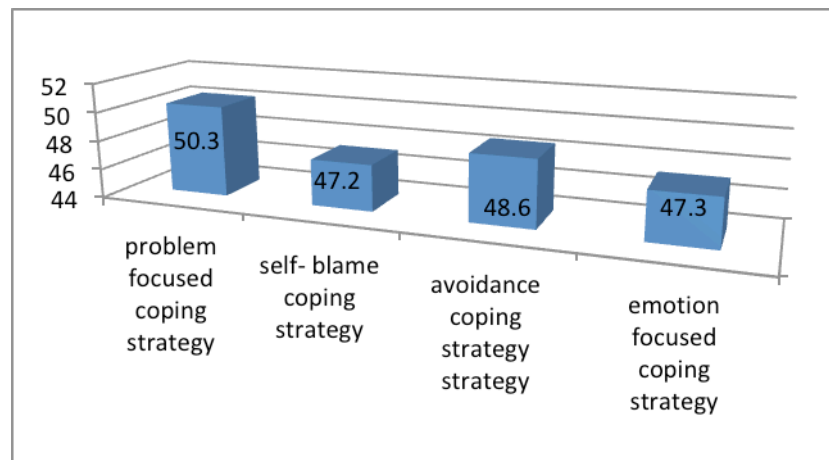 52
50
48
46
44
50.3
47.2
48.6
47.3
problem
focused
coping
strategy
self- blame
coping
strategy
avoidance
coping
strategy
strategy
emotion
focused
coping
strategy